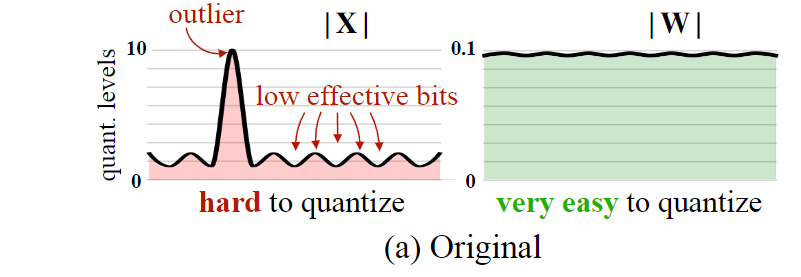 outlier
|X|
|W|
10
0.1
quant. levels
low effective bits
0
0
hard to quantize
very easy to quantize
(a) Original